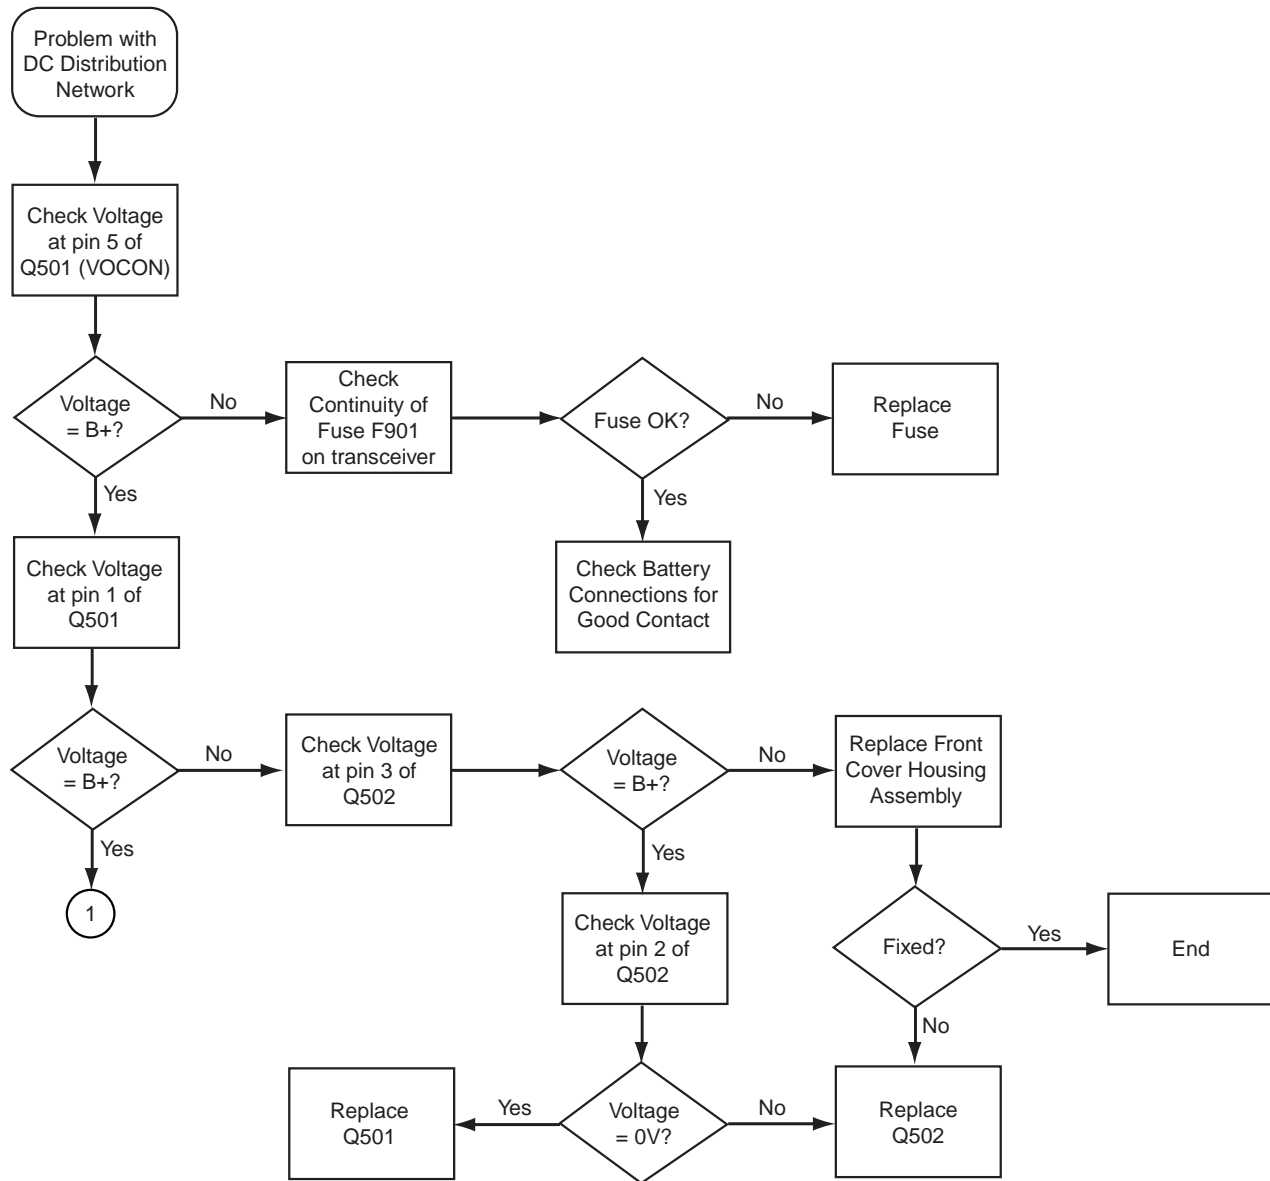 Problem with
DC Distribution
Network
Check Voltage
at pin 5 of
Q501 (VOCON)
Voltage
= B+?
No
Check
Continuity of
Fuse F901
on transceiver
Fuse OK?
No
Replace
Fuse
Yes
Yes
Check Voltage
at pin 1 of
Q501
Check Battery
Connections for
Good Contact
Voltage
= B+?
No
Check Voltage
at pin 3 of
Q502
Voltage
= B+?
No
Replace Front
Cover Housing
Assembly
Yes
Yes
1
Check Voltage
at pin 2 of
Q502
Fixed?
Yes
End
No
Replace
Q501
Yes
Voltage
= 0V?
No
Replace
Q502